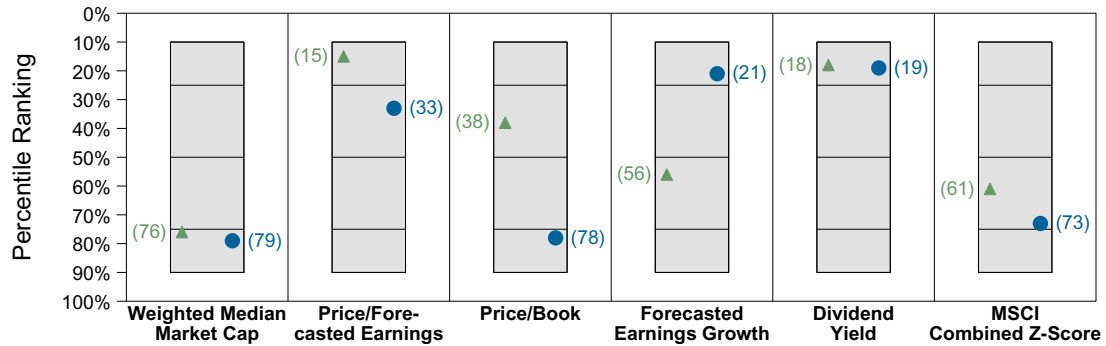 Percentile Ranking
0%
10%
20%
30%
40%
50%
60%
70%
80%
90%
100%
(76)
(79)
(15)
(33)
(38)
(78)
(56)
(21)
(18)
(19)
(61)
(73)
Weighted Median
Market Cap
Price/Fore-
casted Earnings
Price/Book
Forecasted
Earnings Growth
Dividend
Yield
MSCI
Combined Z-Score